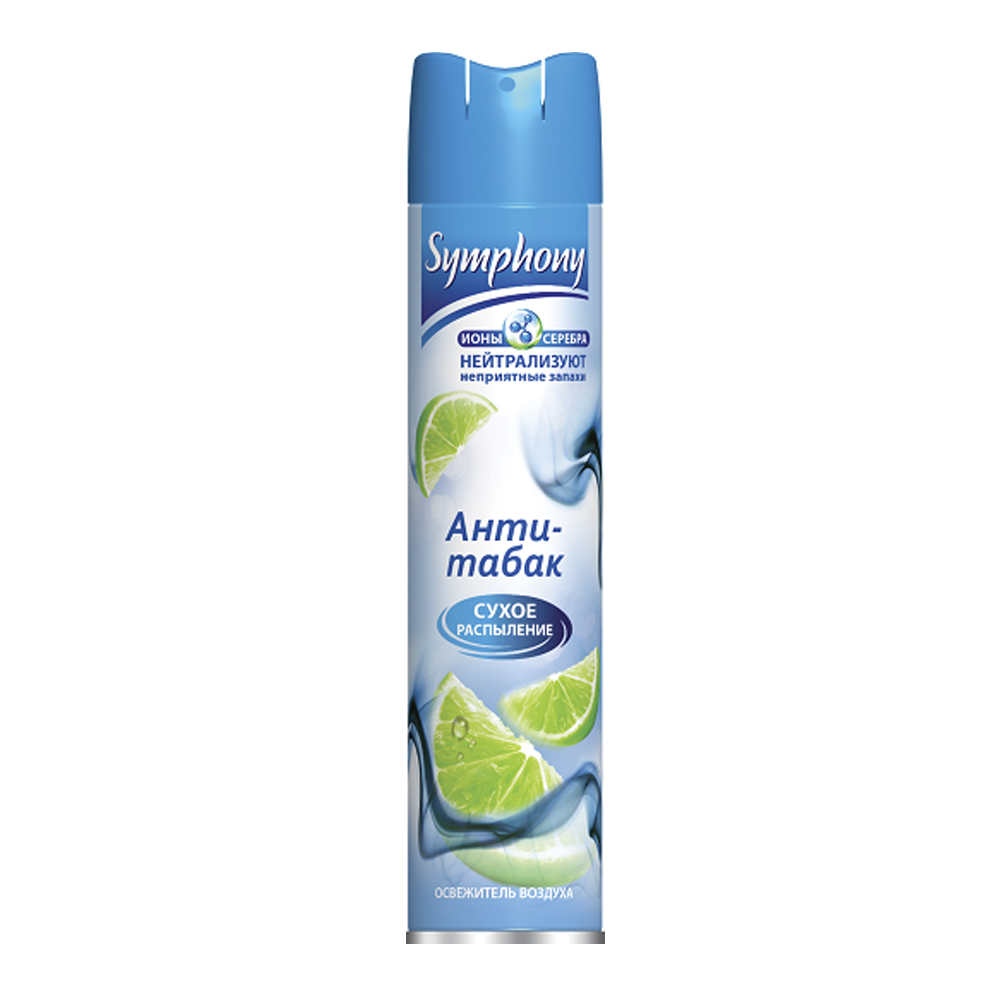 Symphony
ИОНЫ СЕРЕБРА
НЕЙТРАЛИЗУЮТ
неприятные запахи
Анти-
табак
СУХОЕ
РАСПЫЛЕНИЕ
ОСВЕЖИТЕЛЬ ВОЗДУХА